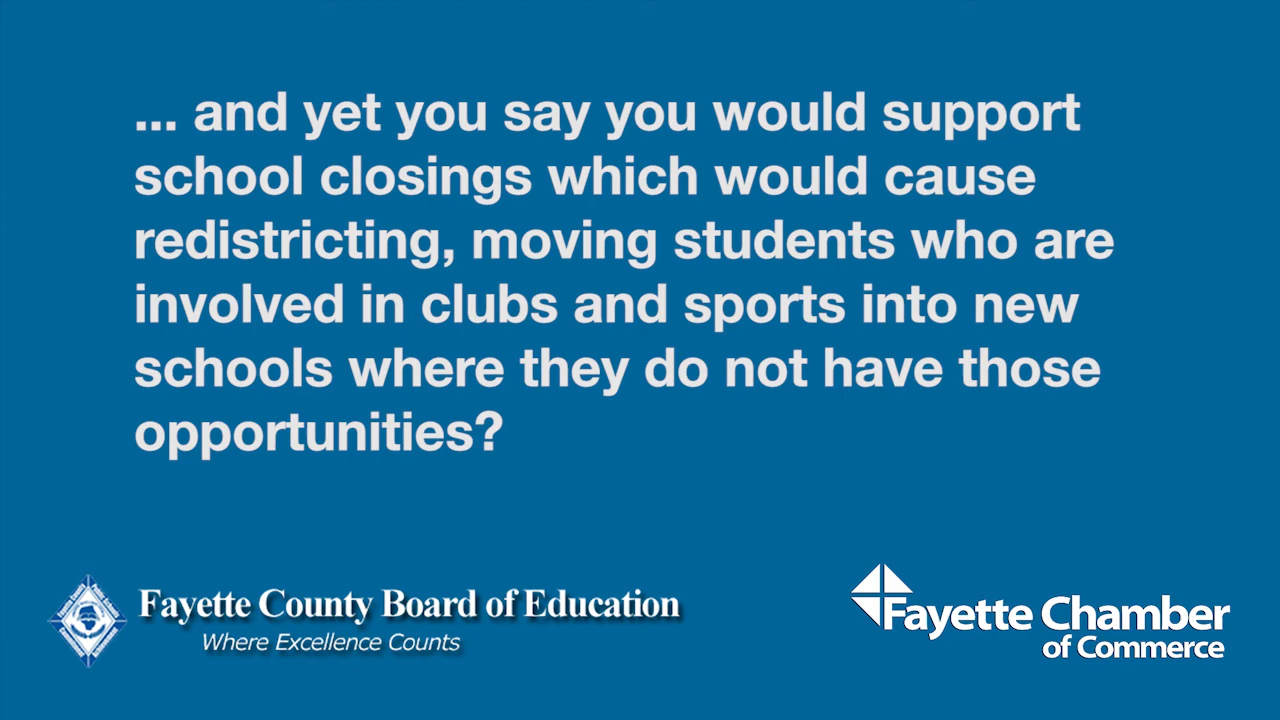 ... and yet you say you would support
school closings which would cause
redistricting, moving students who are
involved in clubs and sports into new
schools where they do not have those
opportunities?
Fayette County Board of Education
Where Excellence Counts
Fayette Chamber
of Commerce